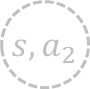 s, a₂